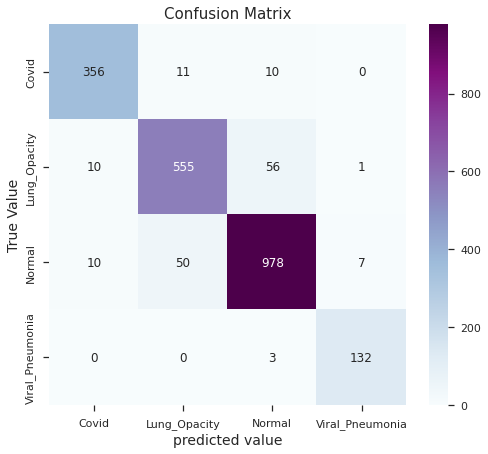 Confusion Matrix
True Value
Covid
356 11 10 0
Lung_Opacity
10 555 56 1
Normal
10 50 978 7
Viral_Pneumonia
0 0 3 132
Covid Lung_Opacity Normal Viral_Pneumonia
predicted value
800
600
400
200
0